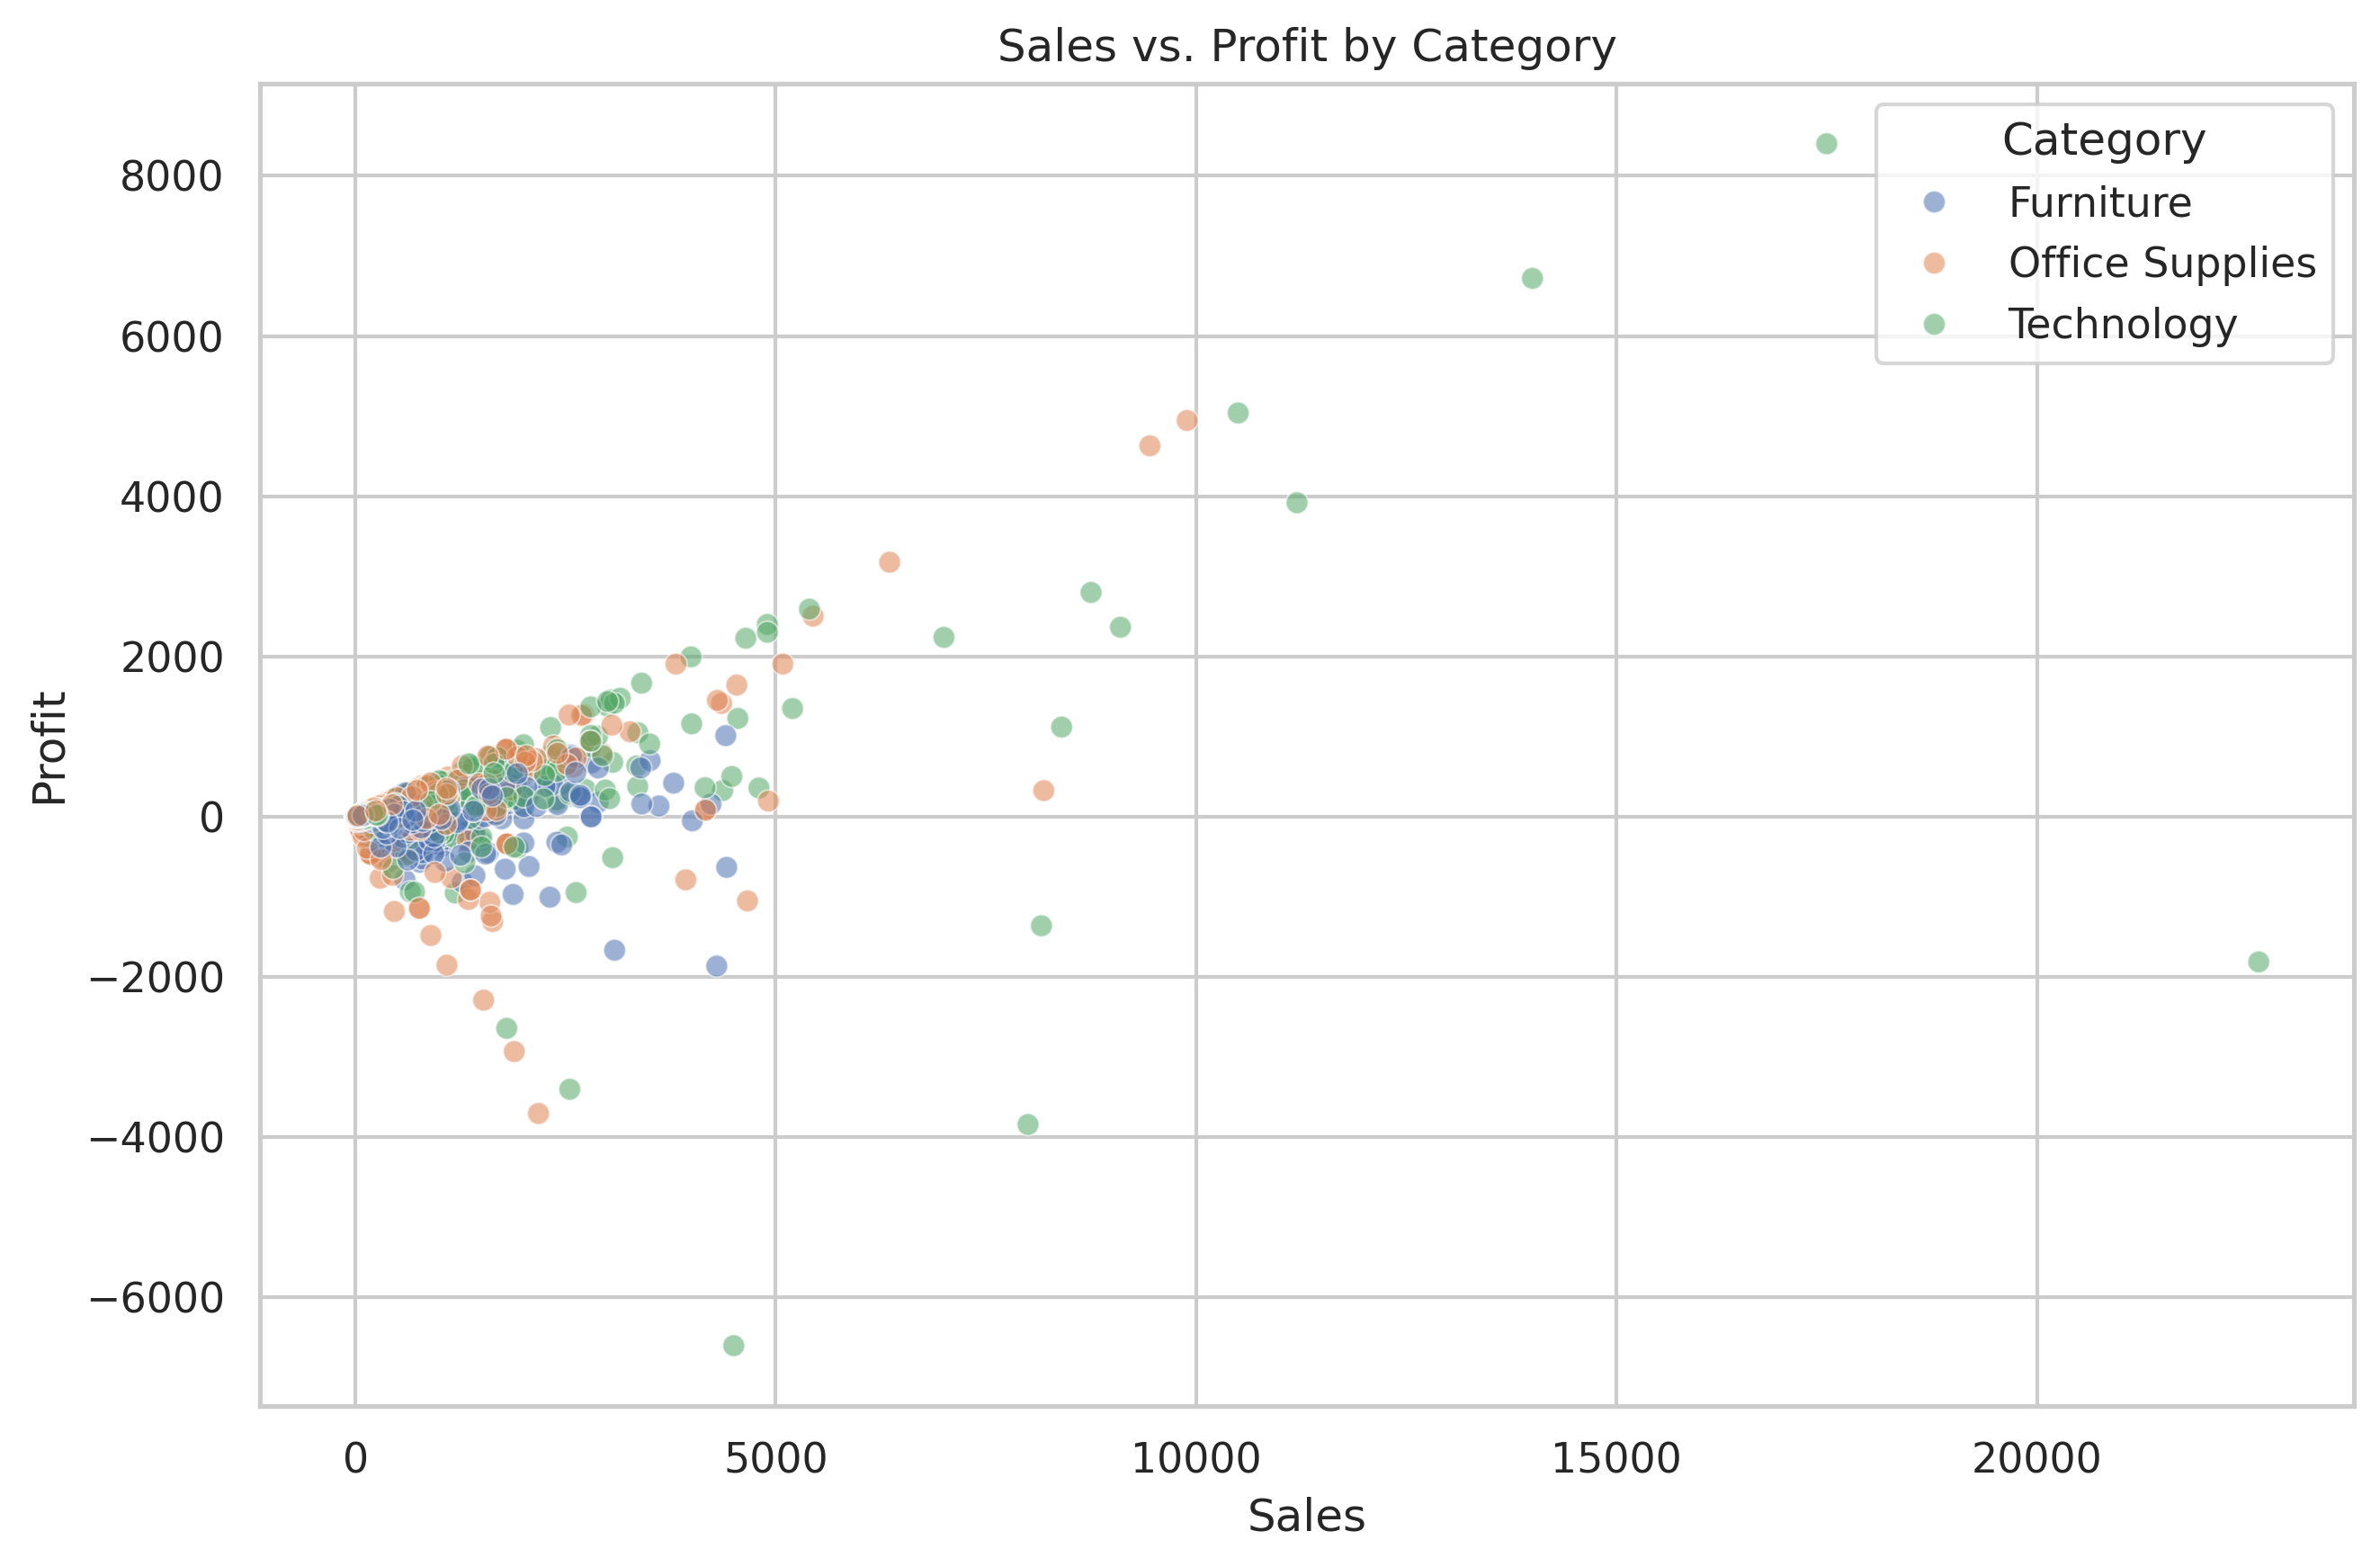 Sales vs. Profit by Category
Category
Furniture
Office Supplies
Technology
Profit
8000
6000
4000
2000
0
−2000
−4000
−6000
0 5000 10000 15000 20000
Sales